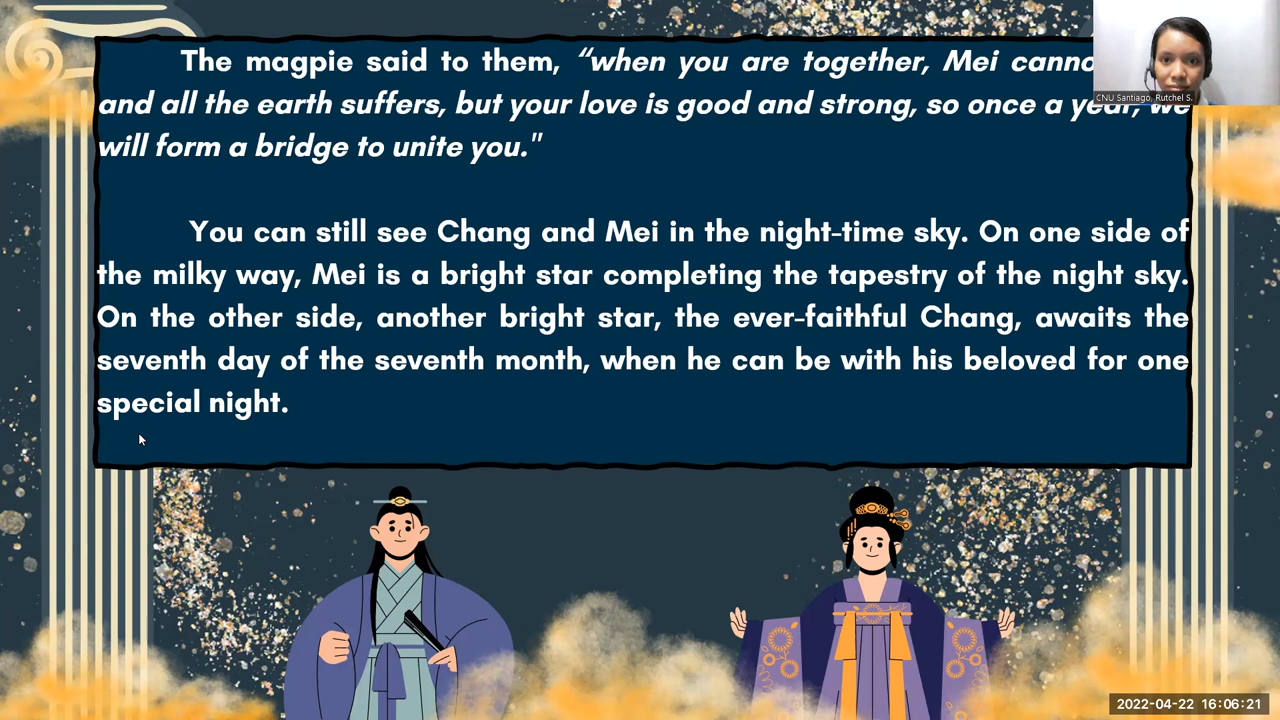 The magpie said to them, “when you are together, Mei
and all the earth suffers, but your love is good and strong, so once a year, we
will form a bridge to unite you."
You can still see Chang and Mei in the night-time sky. On one side of
the milky way, Mei is a bright star completing the tapestry of the night sky.
On the other side, another bright star, the ever-faithful Chang, awaits the
seventh day of the seventh month, when he can be with his beloved for one
special night.
CNU Santiago, Rutchel S.
2022-04-22 16:06:21